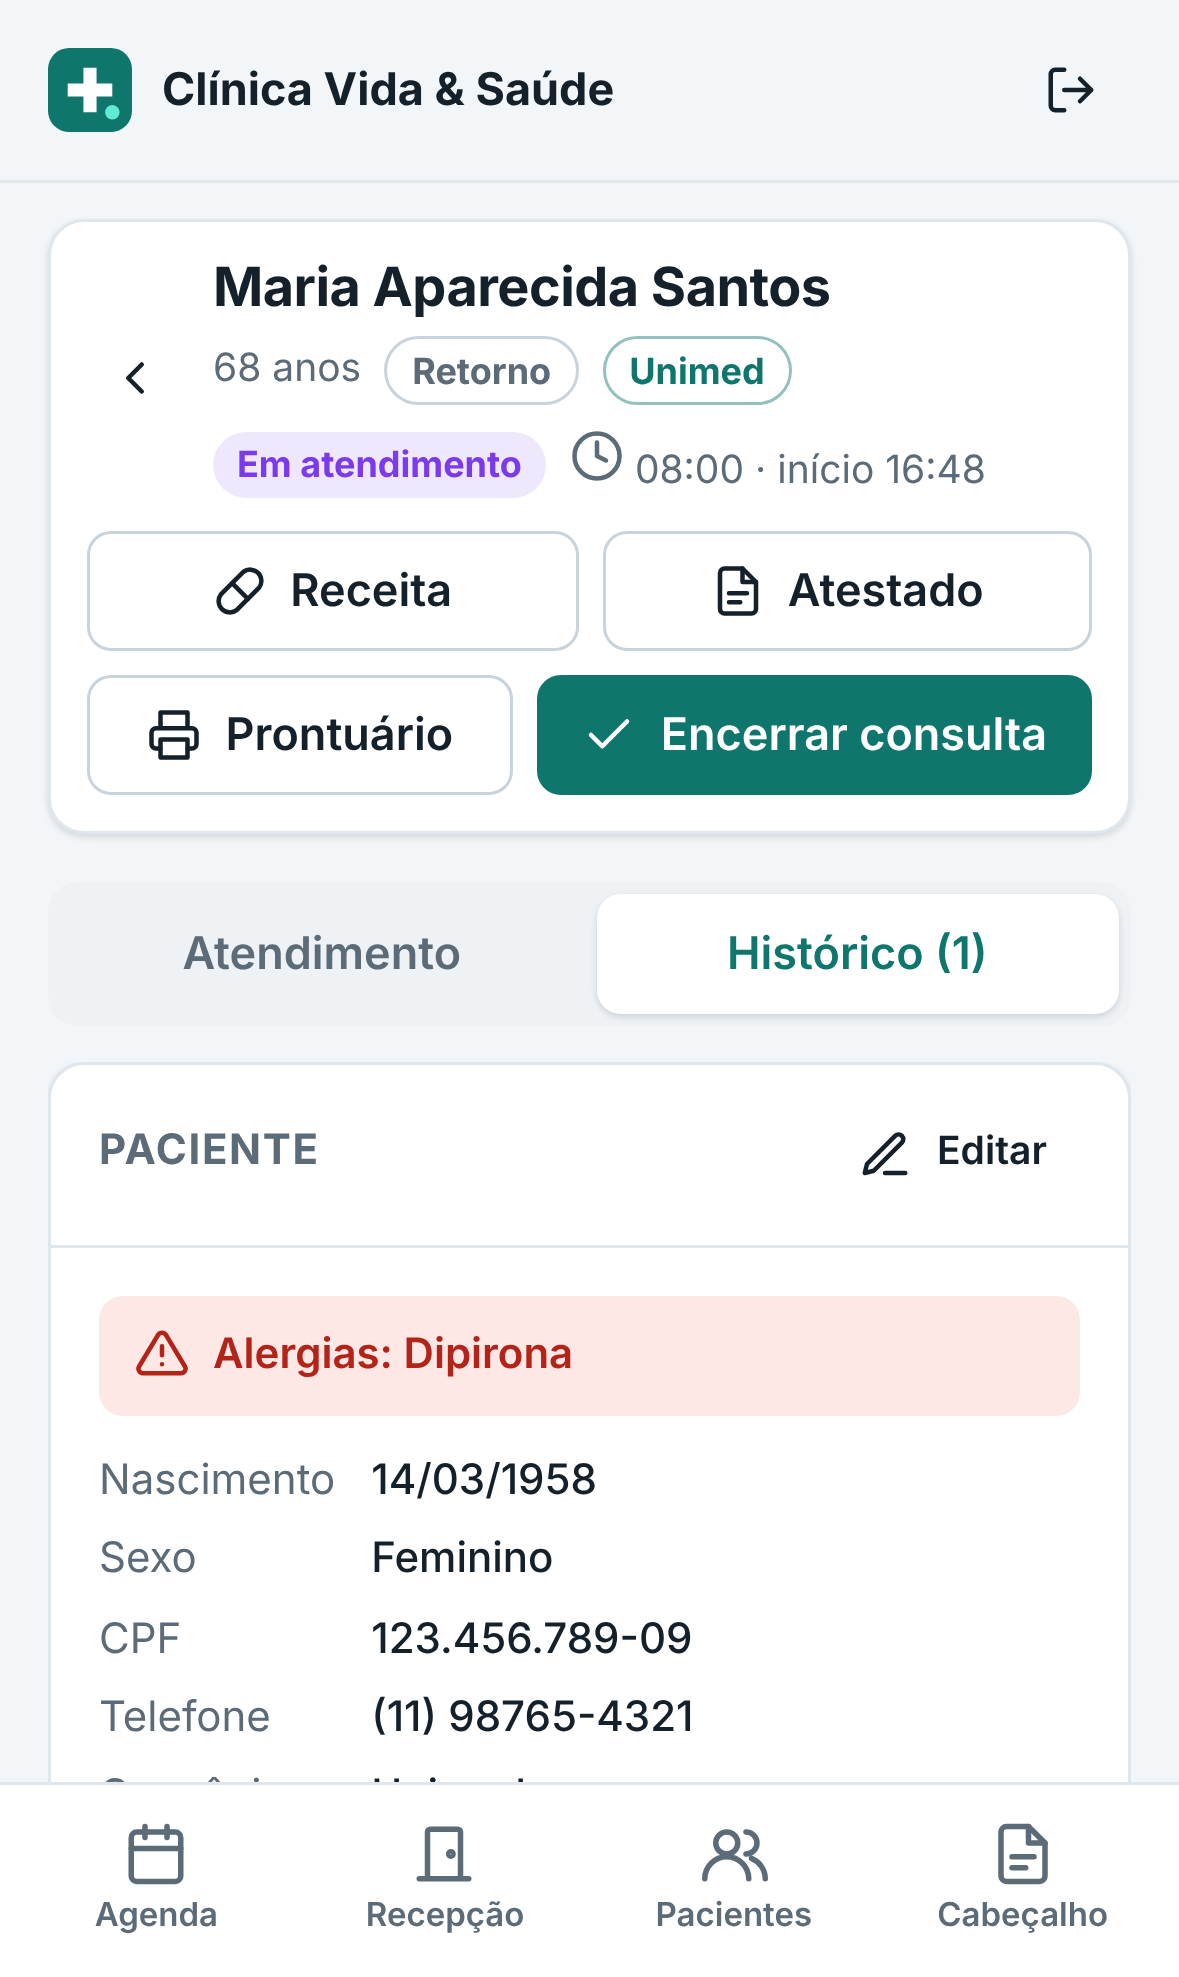 Clínica Vida & Saúde
Maria Aparecida Santos
68 anos Retorno Unimed
Em atendimento 08:00 · início 16:48
Receita Atestado
Prontuário Encerrar consulta
Atendimento Histórico (1)
PACIENTE Editar
Alergias: Dipirona
Nascimento 14/03/1958
Sexo Feminino
CPF 123.456.789-09
Telefone (11) 98765-4321
Agenda Recepção Pacientes Cabeçalho